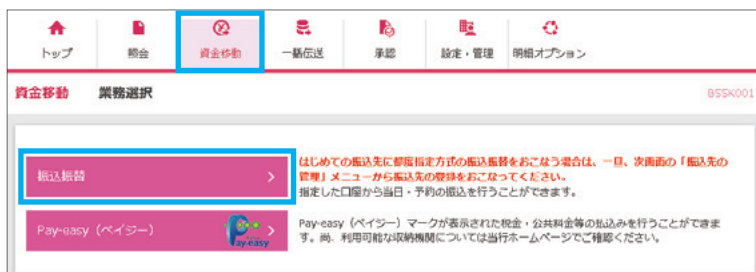 トップ 照会 資金移動 一括伝送 承認 設定・管理 明細オプション
資金移動 業務選択 BSSK001
振込振替
はじめての振込先に都度指定方式の振込振替をおこなう場合は、一旦、次画面の「振込先の
管理」メニューから振込先の登録をおこなってください。
指定した口座から当日・予約の振込を行うことができます。
Pay-easy（ペイジー） Pay-easy
Pay-easy（ペイジー）マークが表示された税金・公共料金等の払込みを行うことができま
す。尚、利用可能な収納機関については当行ホームページでご確認ください。